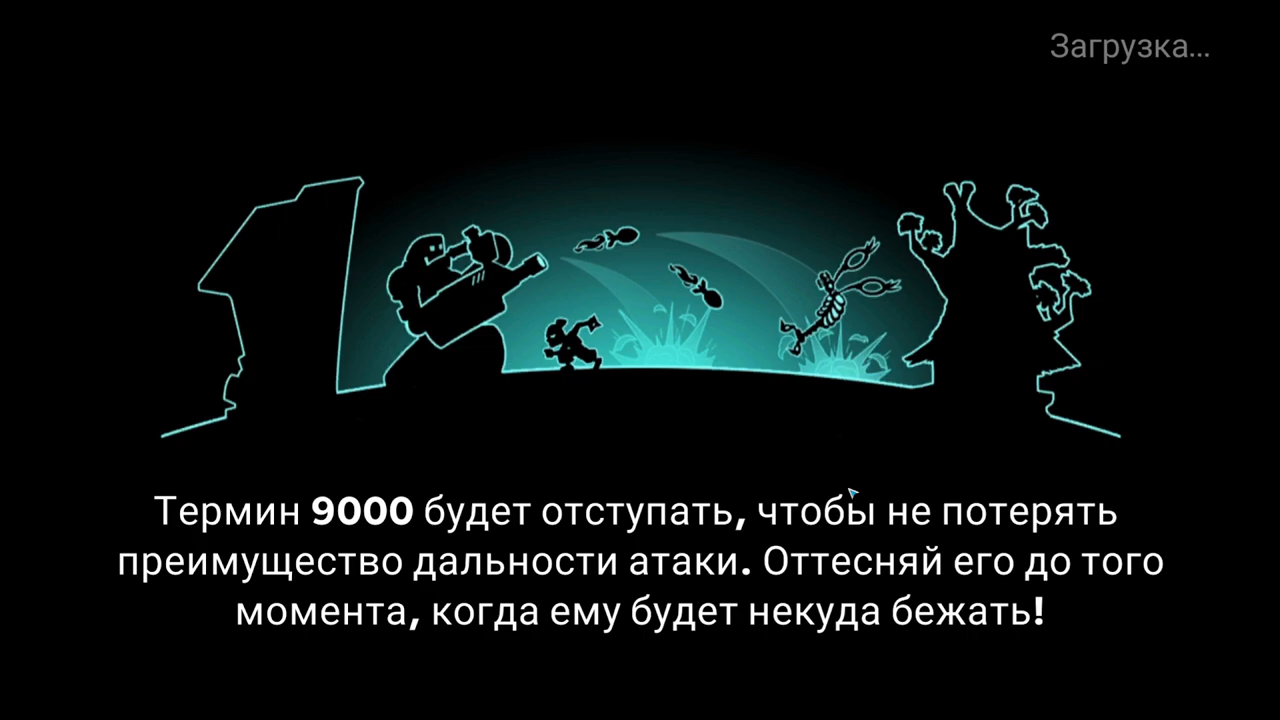 Загрузка...
Термин 9000 будет отступать, чтобы не потерять
преимущество дальности атаки. Оттесняй его до того
момента, когда ему будет некуда бежать!